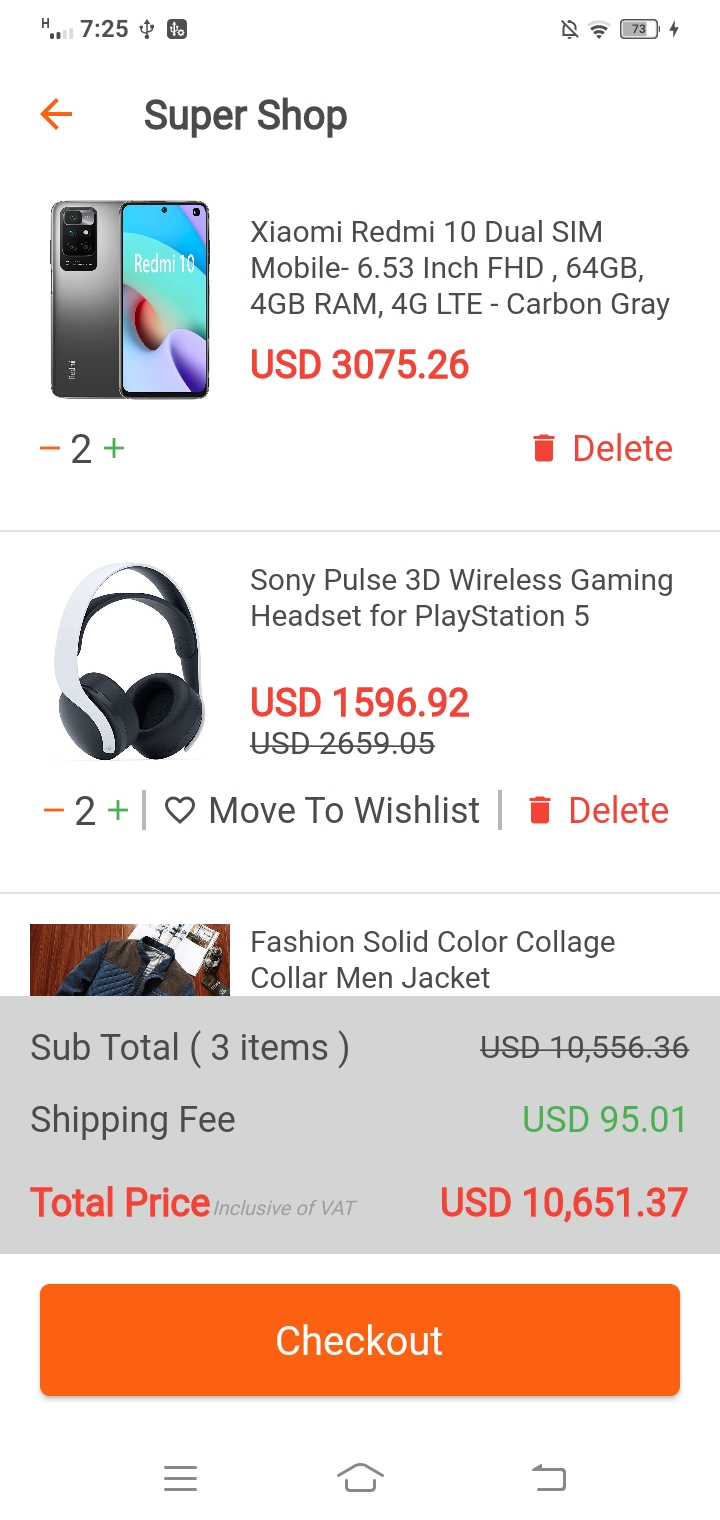 H 7:25 73
Super Shop
Redmi 10
Redmi
Xiaomi Redmi 10 Dual SIM
Mobile- 6.53 Inch FHD , 64GB,
4GB RAM, 4G LTE - Carbon Gray
USD 3075.26
− 2 + Delete
Sony Pulse 3D Wireless Gaming
Headset for PlayStation 5
USD 1596.92
USD 2659.05
− 2 + Move To Wishlist Delete
Fashion Solid Color Collage
Collar Men Jacket
Sub Total ( 3 items ) USD 10,556.36
Shipping Fee USD 95.01
Total Price Inclusive of VAT USD 10,651.37
Checkout